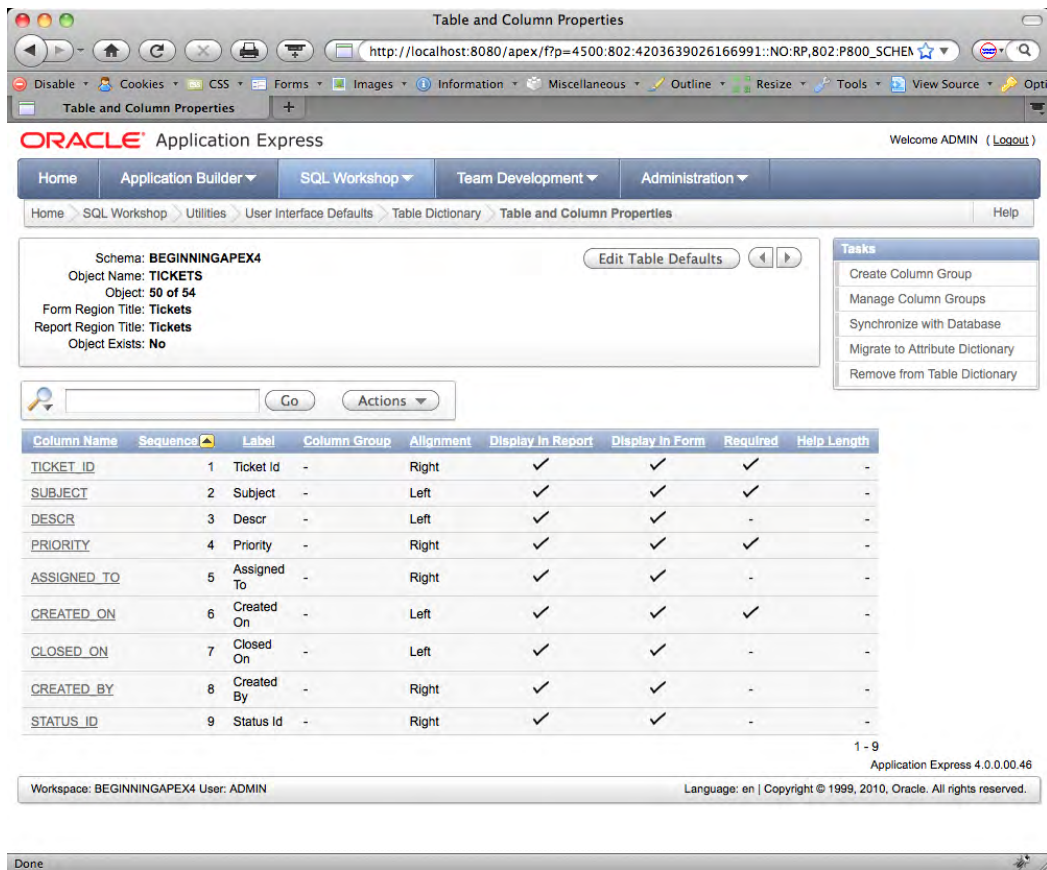 Table and Column Properties
http://localhost:8080/apex/f?p=4500:802:4203639026166991::NO:RP,802:P800_SCHEM
Disable Cookies CSS Forms Images Information Miscellaneous Outline Resize Tools View Source Opti
Table and Column Properties +
ORACLE Application Express Welcome ADMIN ( Logout )
Home Application Builder SQL Workshop Team Development Administration
Home SQL Workshop Utilities User Interface Defaults Table Dictionary Table and Column Properties Help
Schema: BEGINNINGAPEX4
Object Name: TICKETS
Object: 50 of 54
Form Region Title: Tickets
Report Region Title: Tickets
Object Exists: No
Edit Table Defaults
Tasks
Create Column Group
Manage Column Groups
Synchronize with Database
Migrate to Attribute Dictionary
Remove from Table Dictionary
Go Actions
Column Name Sequence Label Column Group Alignment Display In Report Display In Form Required Help Length
TICKET_ID 1 Ticket Id - Right -
SUBJECT 2 Subject - Left -
DESCR 3 Descr - Left - -
PRIORITY 4 Priority - Right -
ASSIGNED_TO 5 Assigned To - Right - -
CREATED_ON 6 Created On - Left -
CLOSED_ON 7 Closed On - Left - -
CREATED_BY 8 Created By - Right - -
STATUS_ID 9 Status Id - Right - -
1 - 9
Application Express 4.0.0.00.46
Workspace: BEGINNINGAPEX4 User: ADMIN Language: en | Copyright © 1999, 2010, Oracle. All rights reserved.
Done